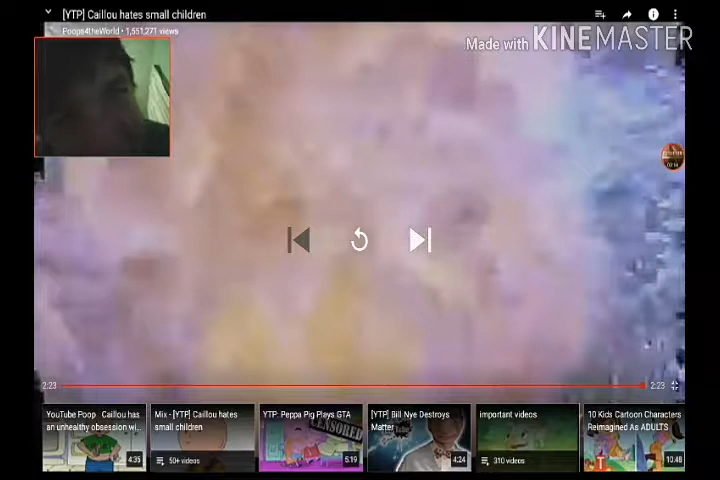 [YTP] Caillou hates small children
Poops4theWorld • 1,551,271 views
Made with KINEMASTER
2:23
2:23
YouTube Poop Caillou has
an unhealthy obsession wi...
4:35
Mix - [YTP] Caillou hates
small children
50+ videos
YTP: Peppa Pig Plays GTA
CENSORED
5:19
[YTP] Bill Nye Destroys
Matter
4:24
important videos
310 videos
10 Kids Cartoon Characters
Reimagined As ADULTS
T
10:48